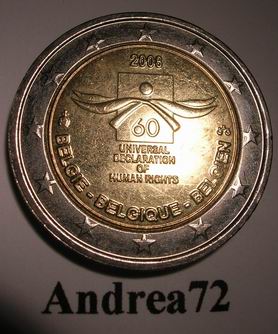 2008
60
UNIVERSAL
DECLARATION
OF
HUMAN RIGHTS
BELGIE - BELGIQUE - BELGIEN
Andrea72